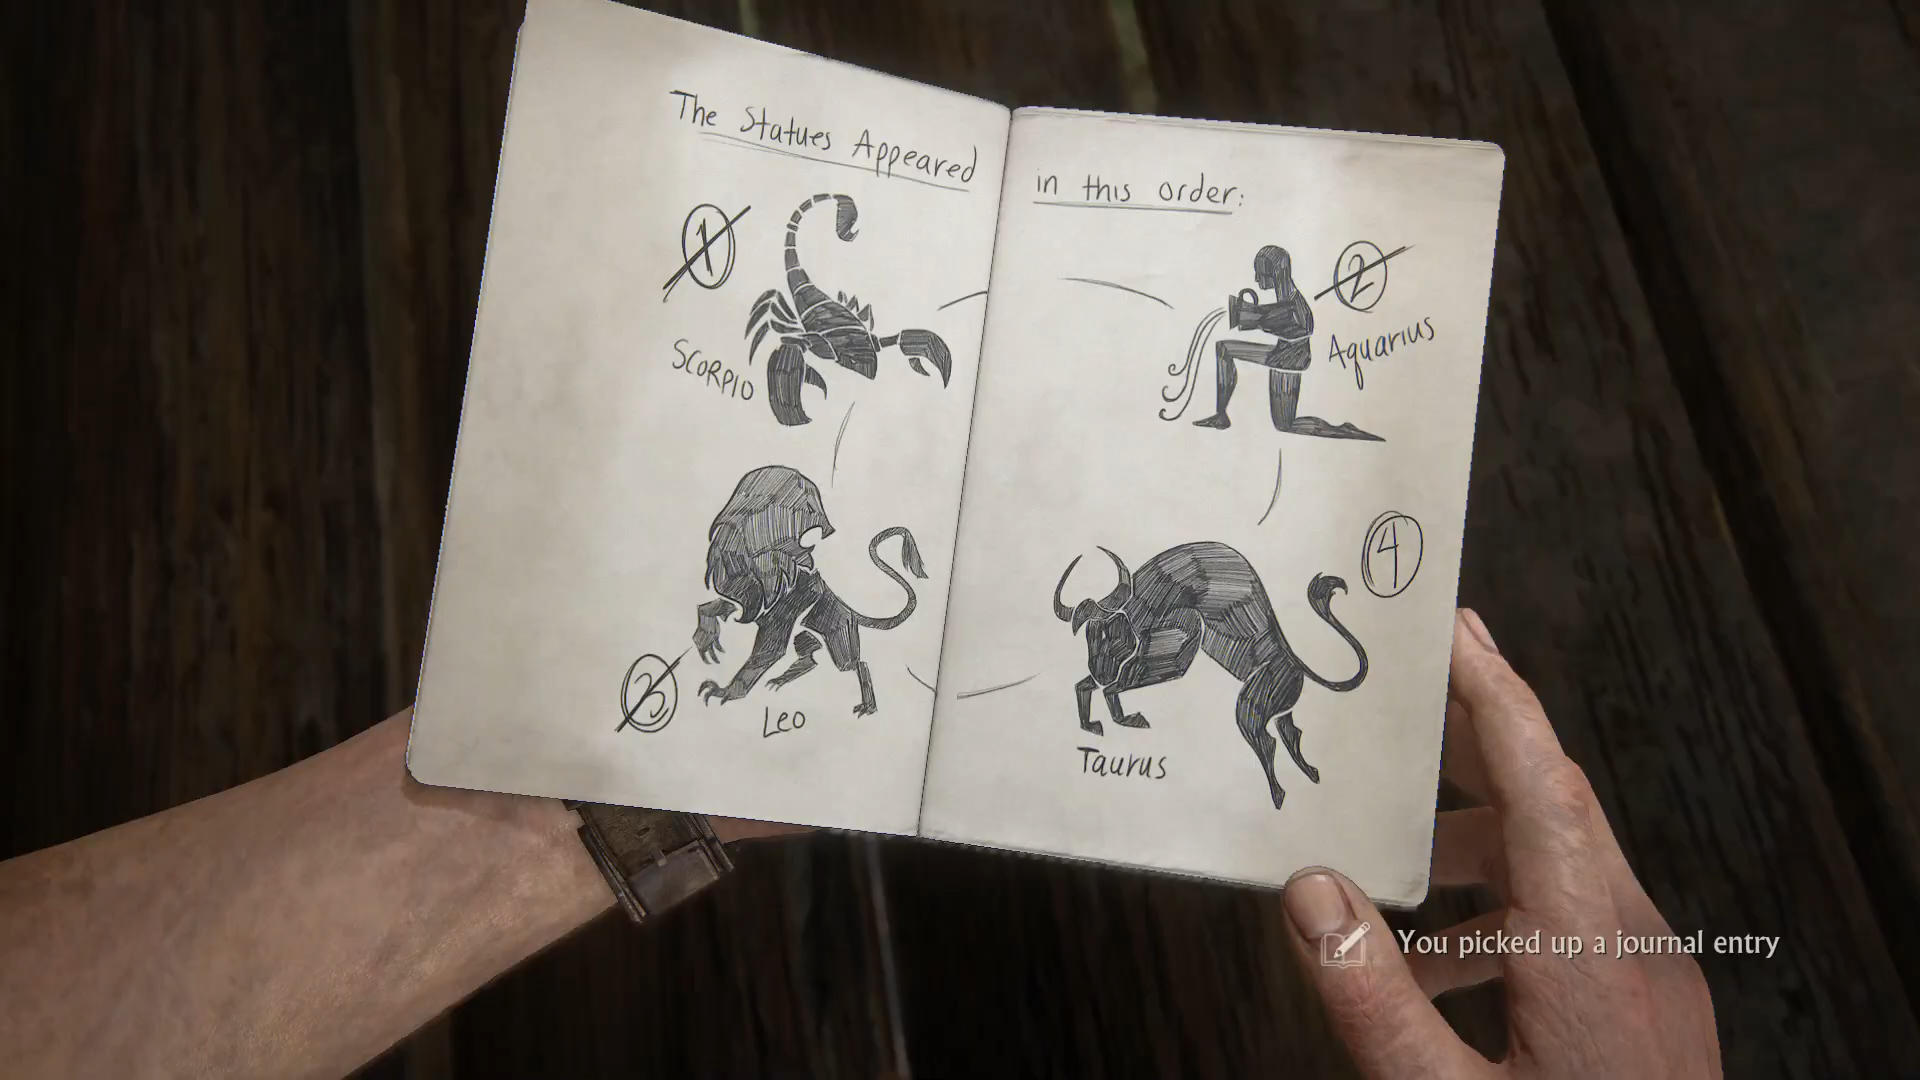 The Statues Appeared in this order:
1
Scorpio
2
Aquarius
3
Leo
4
Taurus
You picked up a journal entry